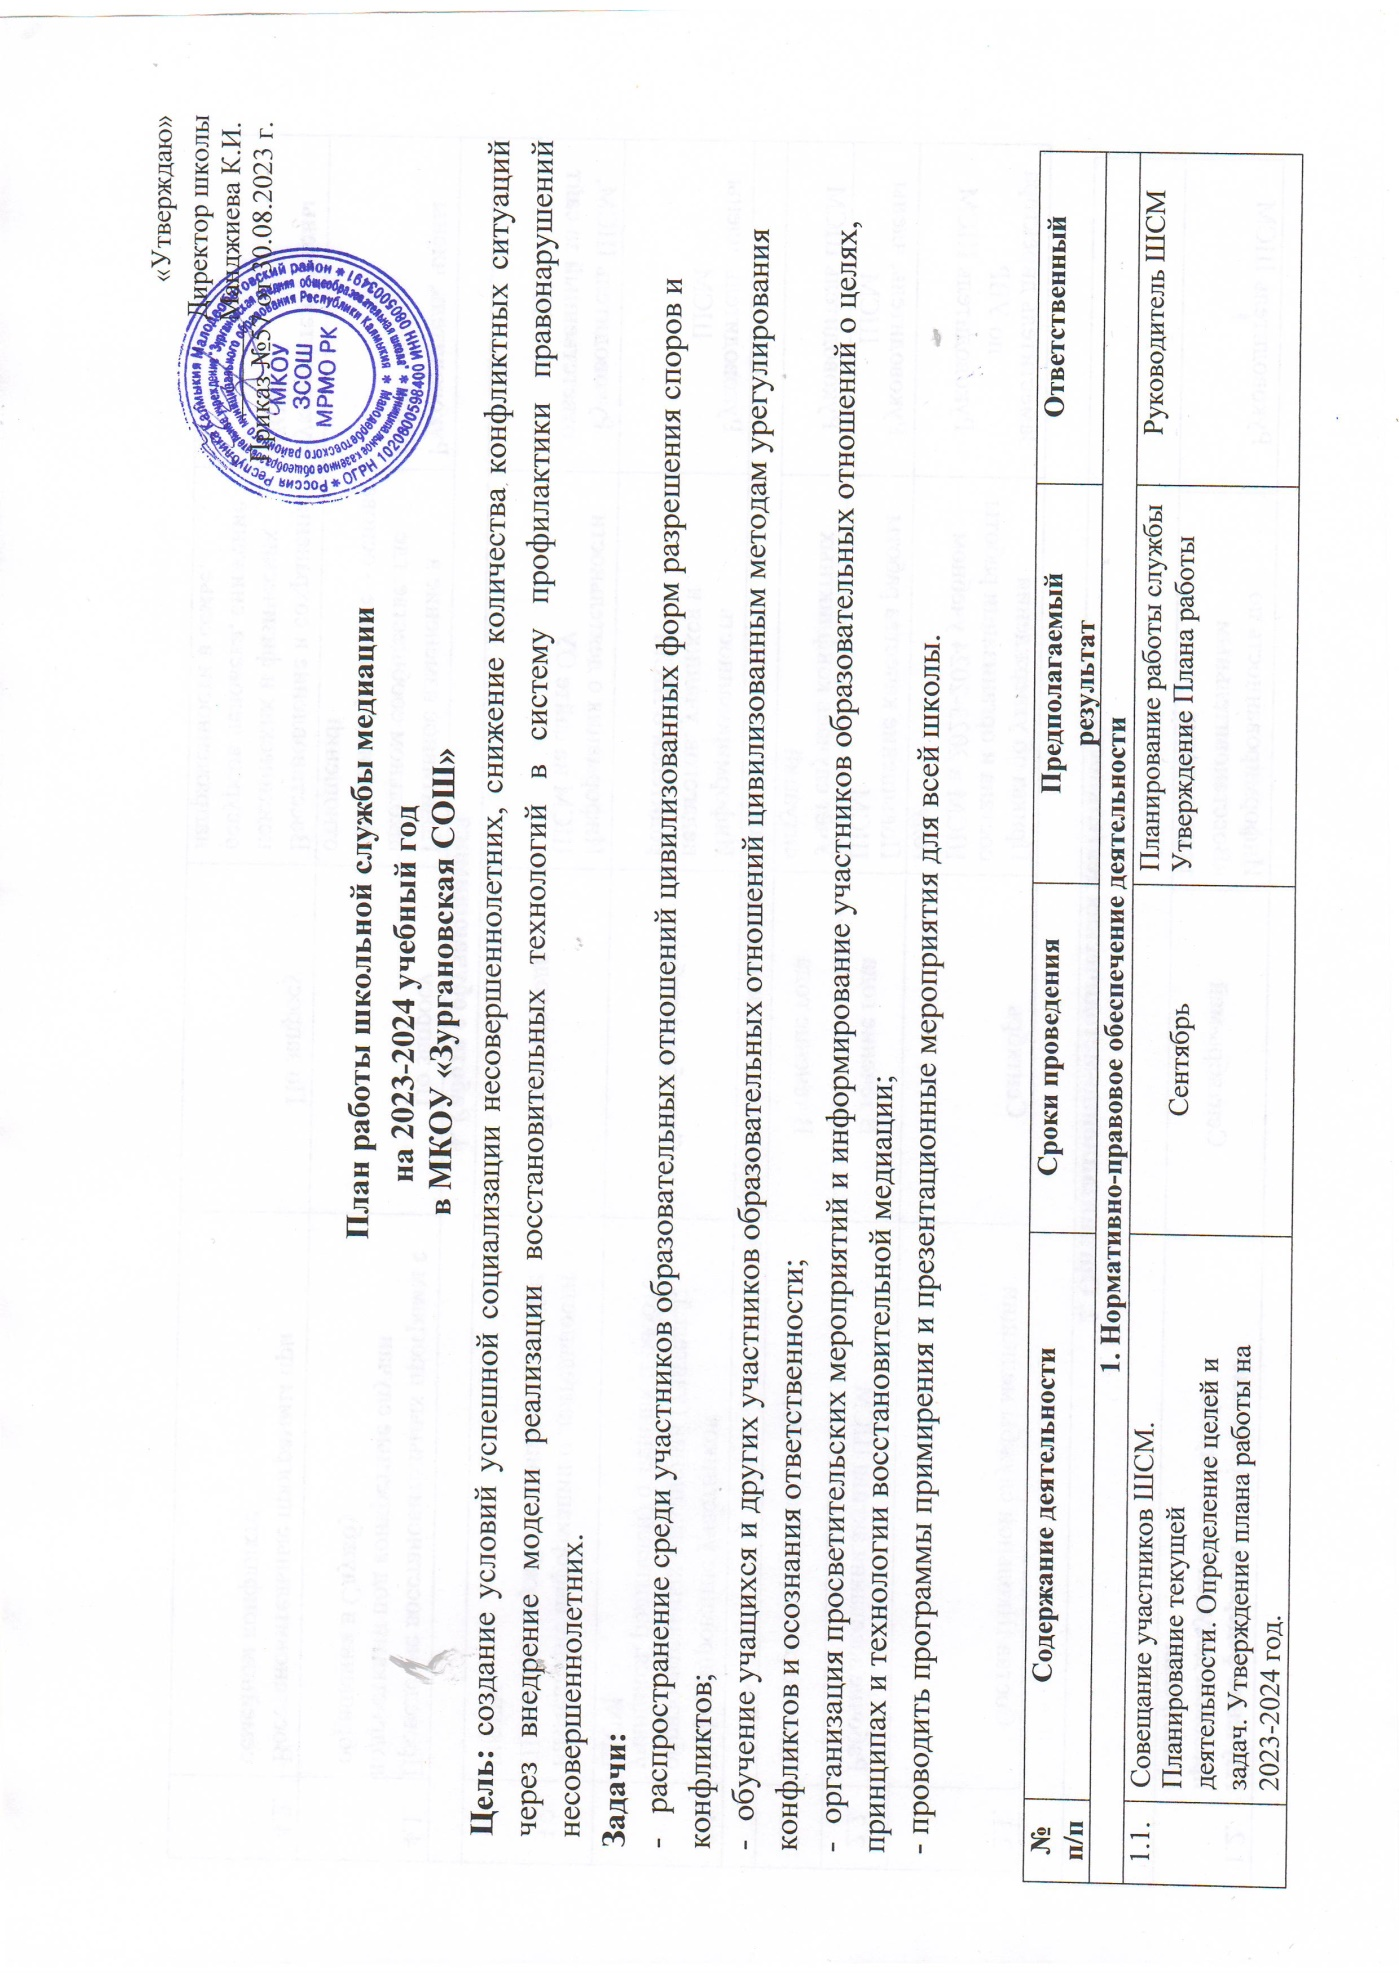 «Утверждаю»
Директор школы
Манджиева К.И.
Приказ №57 от 30.08.2023 г.
МКОУ
ЗСОШ
МРМО РК
План работы школьной службы медиации
на 2023-2024 учебный год
в МКОУ «Зургановская СОШ»
Цель: создание условий успешной социализации несовершеннолетних, снижение количества конфликтных ситуаций
через внедрение модели реализации восстановительных технологий в систему профилактики правонарушений
несовершеннолетних.
Задачи:
- распространение среди участников образовательных отношений цивилизованных форм разрешения споров и
конфликтов;
- обучение учащихся и других участников образовательных отношений цивилизованным методам урегулирования
конфликтов и осознания ответственности;
- организация просветительских мероприятий и информирование участников образовательных отношений о целях,
принципах и технологии восстановительной медиации;
- проводить программы примирения и презентационные мероприятия для всей школы.
№
п/п
Содержание деятельности
Сроки проведения
Предполагаемый
результат
Ответственный
1. Нормативно-правовое обеспечение деятельности
1.1.
Совещание участников ШСМ.
Планирование текущей
деятельности. Определение целей и
задач. Утверждение плана работы на
2023-2024 год.
Сентябрь
Планирование работы службы
Утверждение Плана работы
Руководитель ШСМ